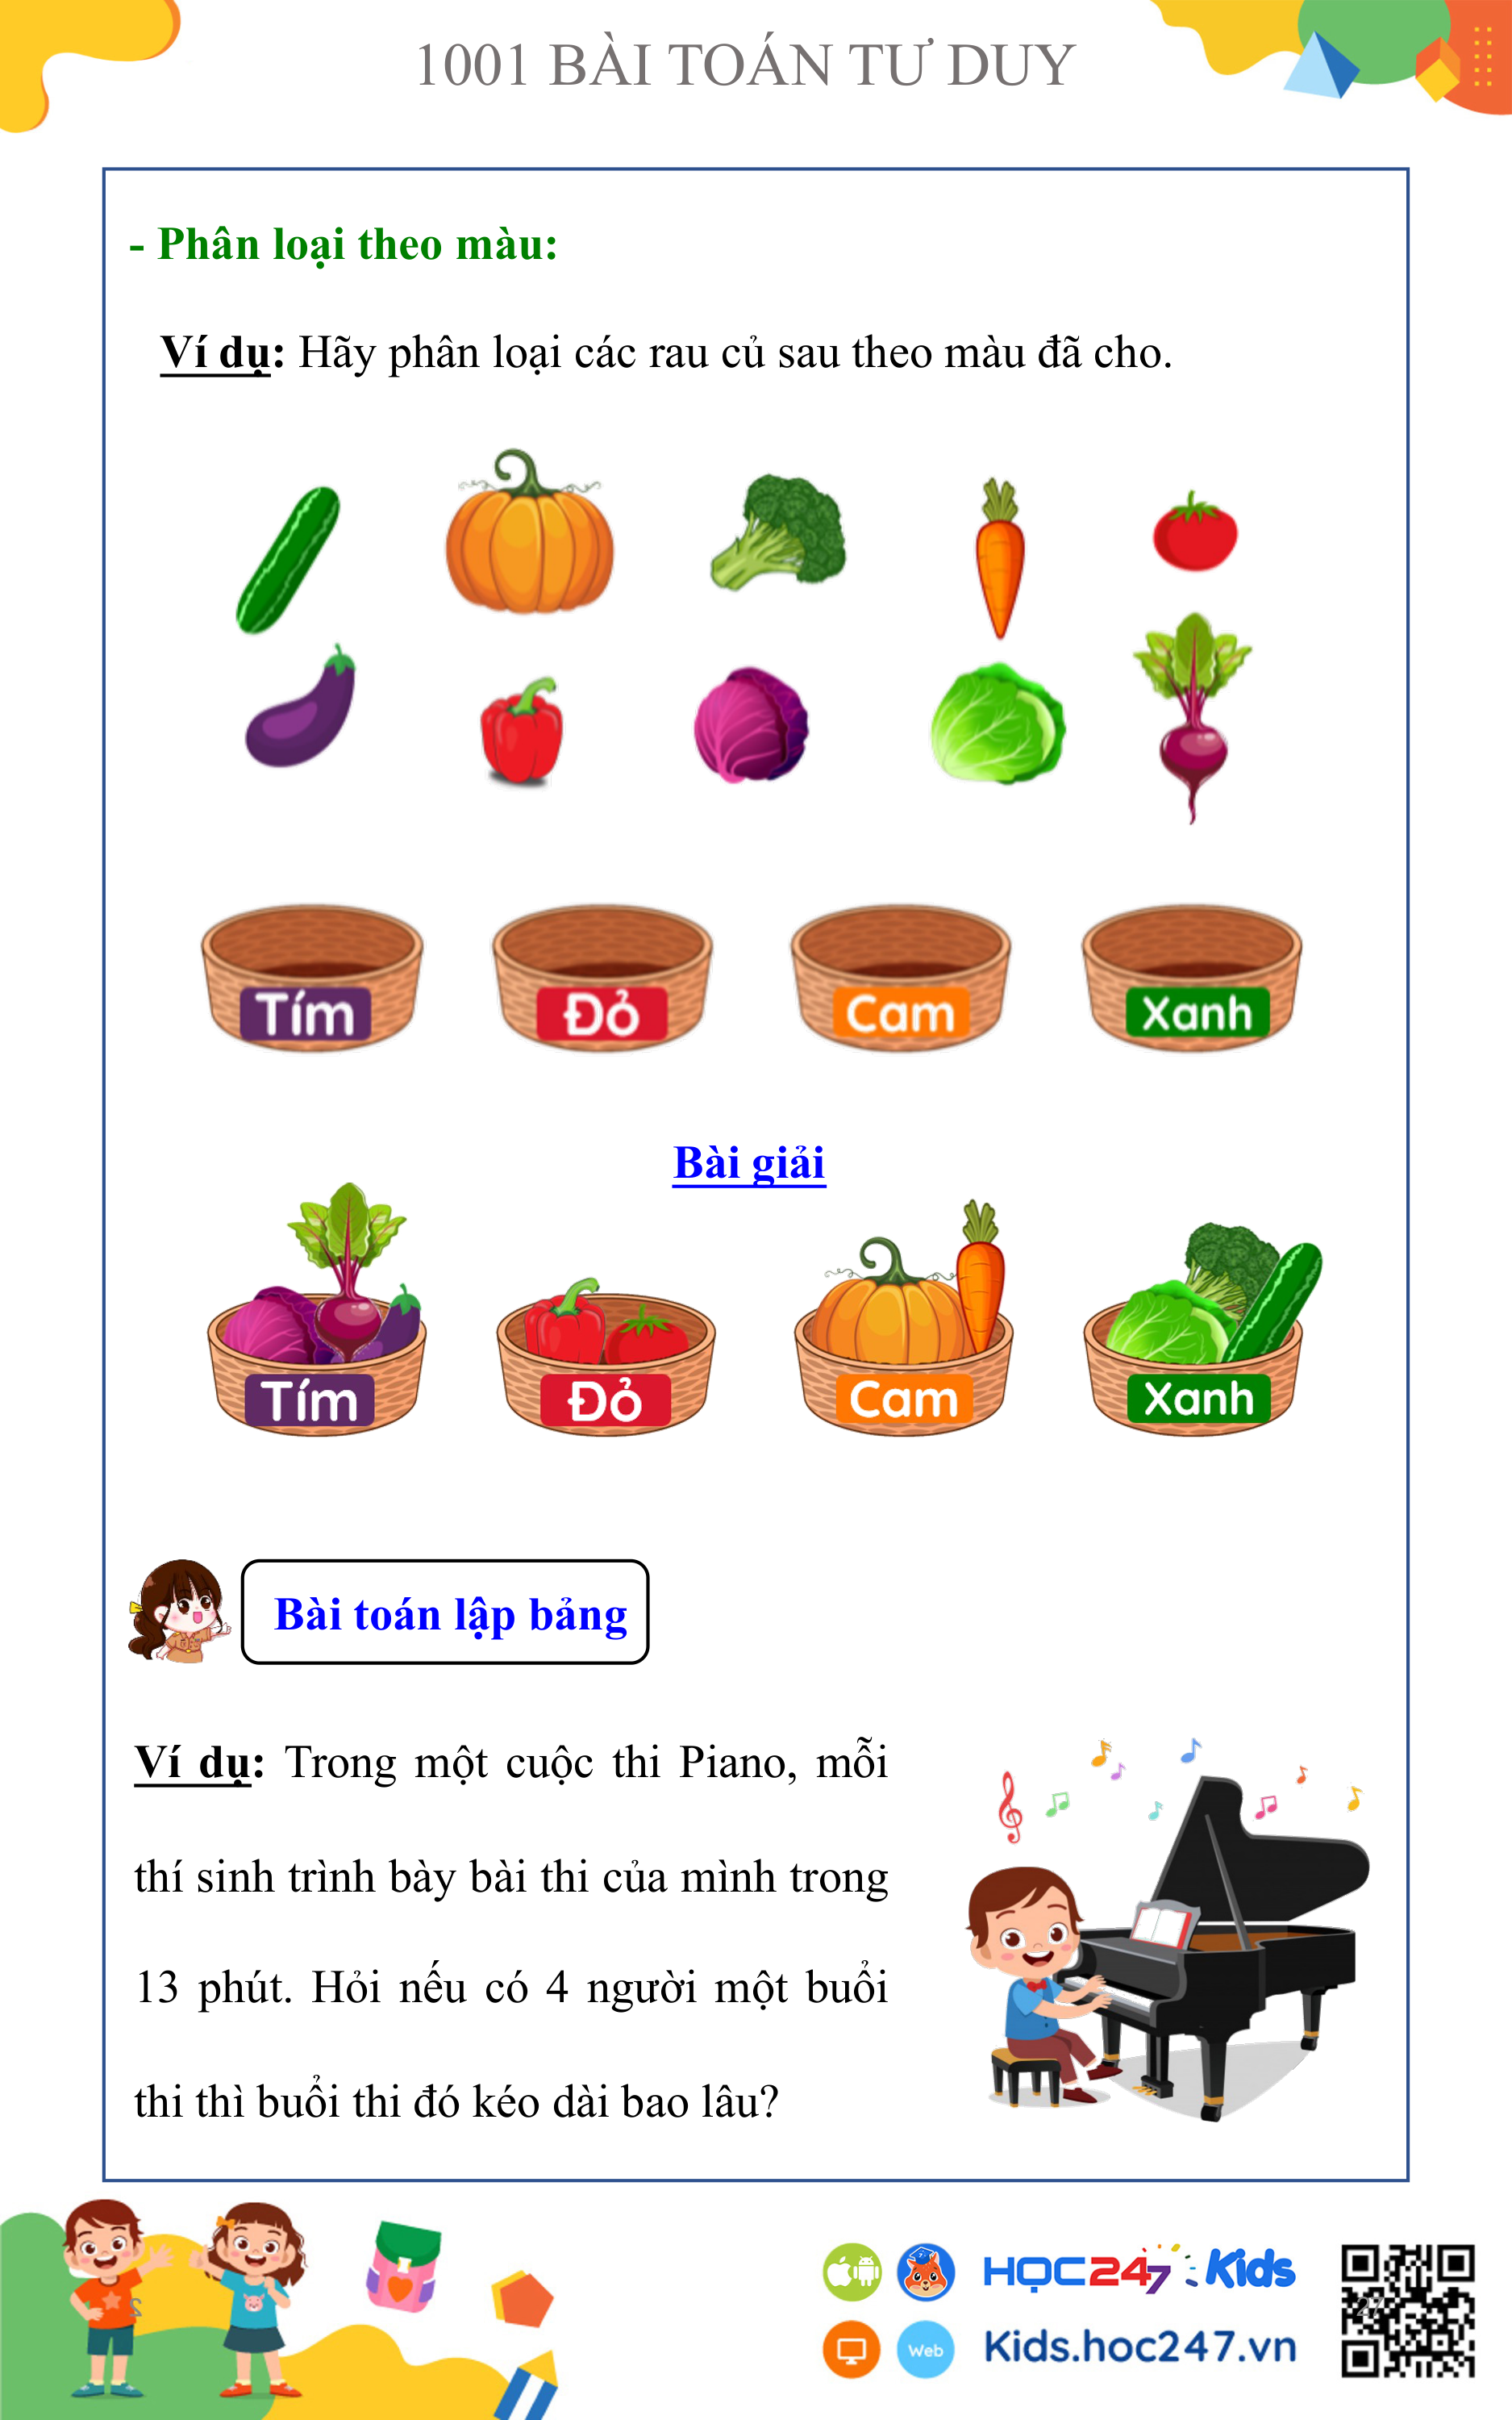 1001 BÀI TOÁN TƯ DUY
- Phân loại theo màu:
Ví dụ: Hãy phân loại các rau củ sau theo màu đã cho.
Tím
Đỏ
Cam
Xanh
Bài giải
Tím
Đỏ
Cam
Xanh
Bài toán lập bảng
Ví dụ: Trong một cuộc thi Piano, mỗi
thí sinh trình bày bài thi của mình trong
13 phút. Hỏi nếu có 4 người một buổi
thi thì buổi thi đó kéo dài bao lâu?
2
HỌC247 Kids
27
Web
Kids.hoc247.vn